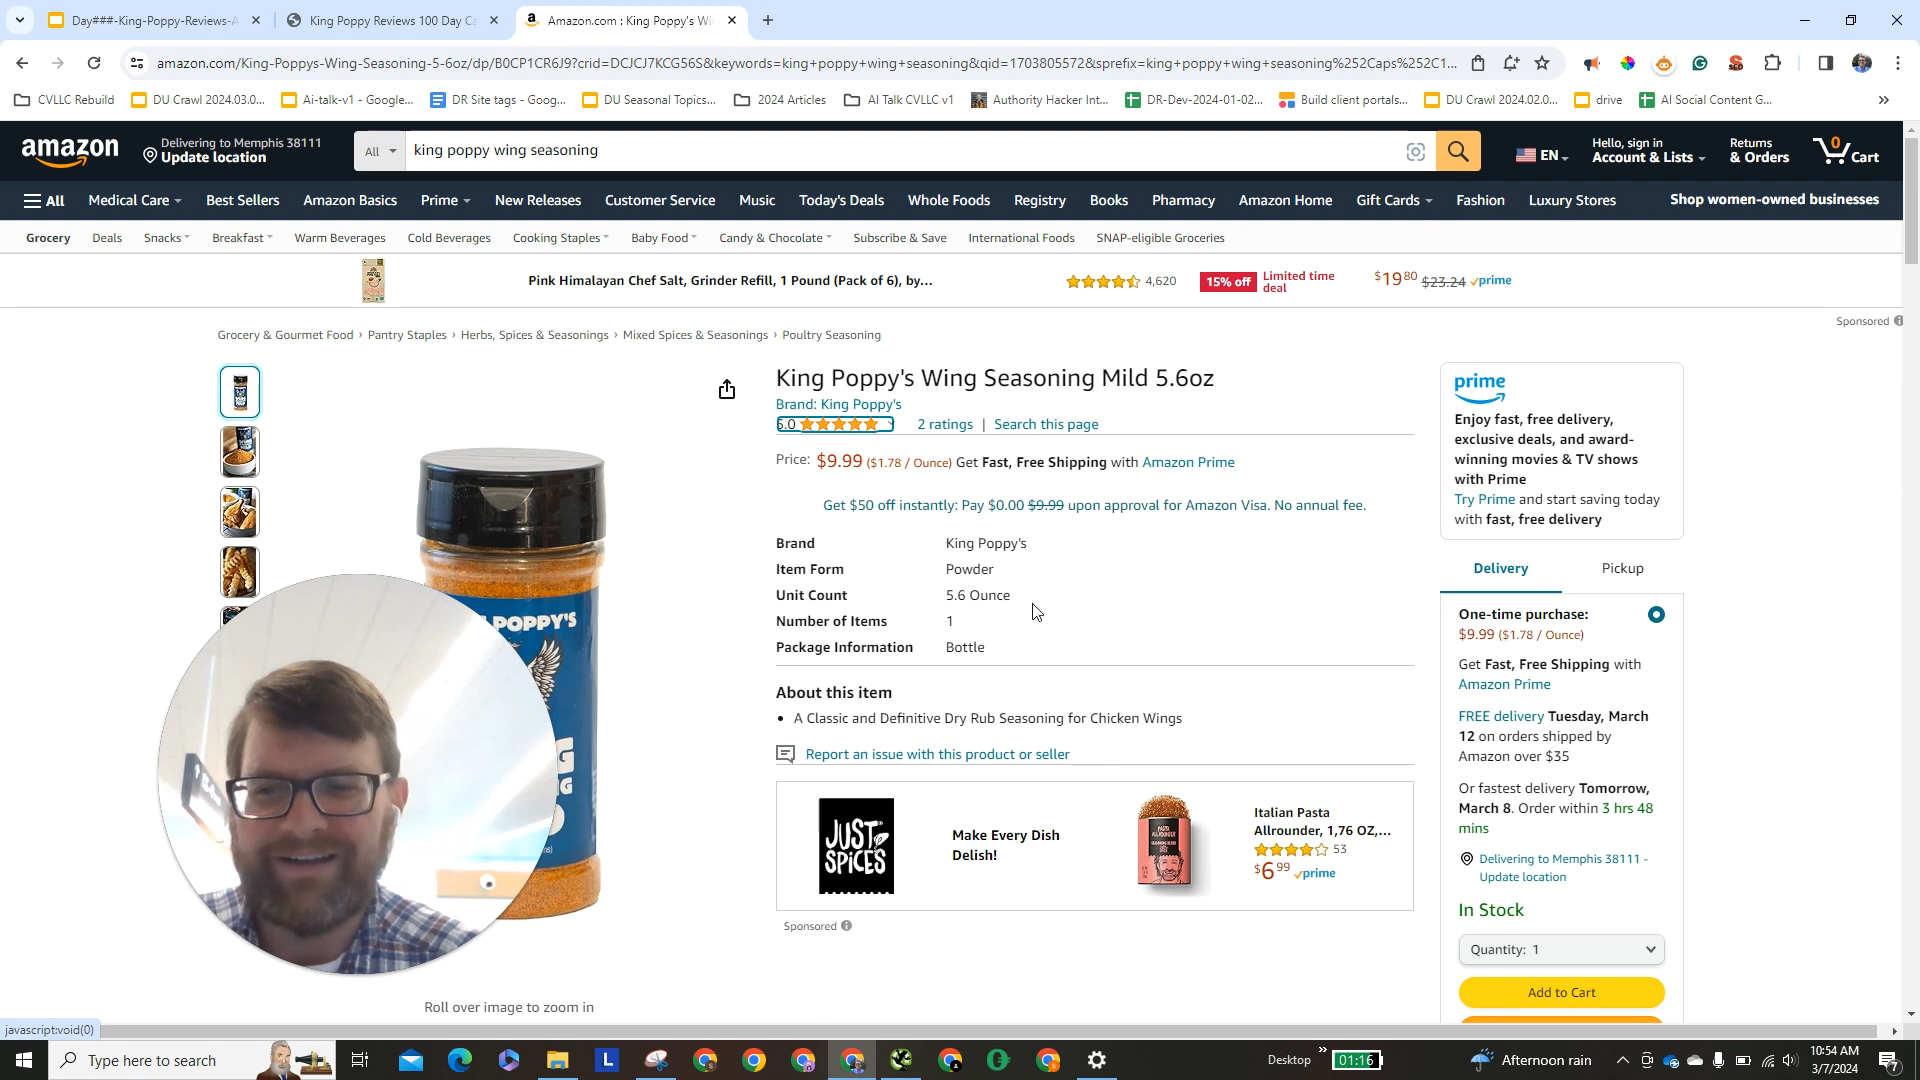 Day###-King-Poppy-Reviews-A
King Poppy Reviews 100 Day Ca
Amazon.com : King Poppy's Win
amazon.com/King-Poppys-Wing-Seasoning-5-6oz/dp/B0CP1CR6J9?crid=DCJCJ7KCG56S&keywords=king+poppy+wing+seasoning&qid=1703805572&sprefix=king+poppy+wing+seasoning%252Caps%252C1...
CVLLC Rebuild
DU Crawl 2024.03.0...
Ai-talk-v1 - Google...
DR Site tags - Goog...
DU Seasonal Topics...
2024 Articles
AI Talk CVLLC v1
Authority Hacker Int...
DR-Dev-2024-01-02...
Build client portals...
DU Crawl 2024.02.0...
drive
AI Social Content G...
amazon
Delivering to Memphis 38111
Update location
All
king poppy wing seasoning
EN
Hello, sign in
Account & Lists
Returns
& Orders
0
Cart
All
Medical Care
Best Sellers
Amazon Basics
Prime
New Releases
Customer Service
Music
Today's Deals
Whole Foods
Registry
Books
Pharmacy
Amazon Home
Gift Cards
Fashion
Luxury Stores
Shop women-owned businesses
Grocery
Deals
Snacks
Breakfast
Warm Beverages
Cold Beverages
Cooking Staples
Baby Food
Candy & Chocolate
Subscribe & Save
International Foods
SNAP-eligible Groceries
Pink Himalayan Chef Salt, Grinder Refill, 1 Pound (Pack of 6), by...
4,620
15% off
Limited time
deal
$19.80 $23.24 prime
Sponsored
Grocery & Gourmet Food › Pantry Staples › Herbs, Spices & Seasonings › Mixed Spices & Seasonings › Poultry Seasoning
King Poppy's Wing Seasoning Mild 5.6oz
Brand: King Poppy's
5.0
2 ratings | Search this page
Price: $9.99 ($1.78 / Ounce) Get Fast, Free Shipping with Amazon Prime
Get $50 off instantly: Pay $0.00 $9.99 upon approval for Amazon Visa. No annual fee.
Brand King Poppy's
Item Form Powder
Unit Count 5.6 Ounce
Number of Items 1
Package Information Bottle
About this item
• A Classic and Definitive Dry Rub Seasoning for Chicken Wings
Report an issue with this product or seller
JUST
SPICES
Make Every Dish
Delish!
Italian Pasta
Allrounder, 1,76 OZ,...
53
$6.99 prime
Sponsored
POPPY'S
Roll over image to zoom in
prime
Enjoy fast, free delivery,
exclusive deals, and award-
winning movies & TV shows
with Prime
Try Prime and start saving today
with fast, free delivery
Delivery
Pickup
One-time purchase:
$9.99 ($1.78 / Ounce)
Get Fast, Free Shipping with
Amazon Prime
FREE delivery Tuesday, March
12 on orders shipped by
Amazon over $35
Or fastest delivery Tomorrow,
March 8. Order within 3 hrs 48
mins
Delivering to Memphis 38111 -
Update location
In Stock
Quantity: 1
Add to Cart
javascript:void(0)
Type here to search
Desktop
01:16
Afternoon rain
10:54 AM
3/7/2024
7